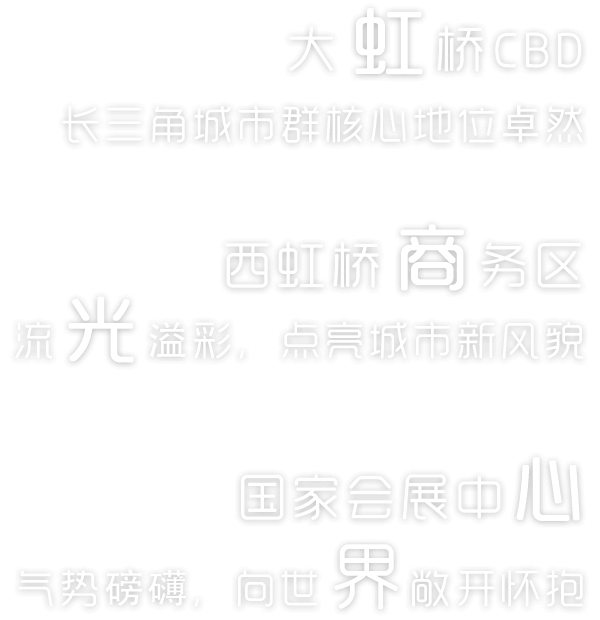 大虹桥CBD
长三角城市群核心地位卓然
西虹桥商务区
流光溢彩，点亮城市新风貌
国家会展中心
气势磅礴，向世界敞开怀抱